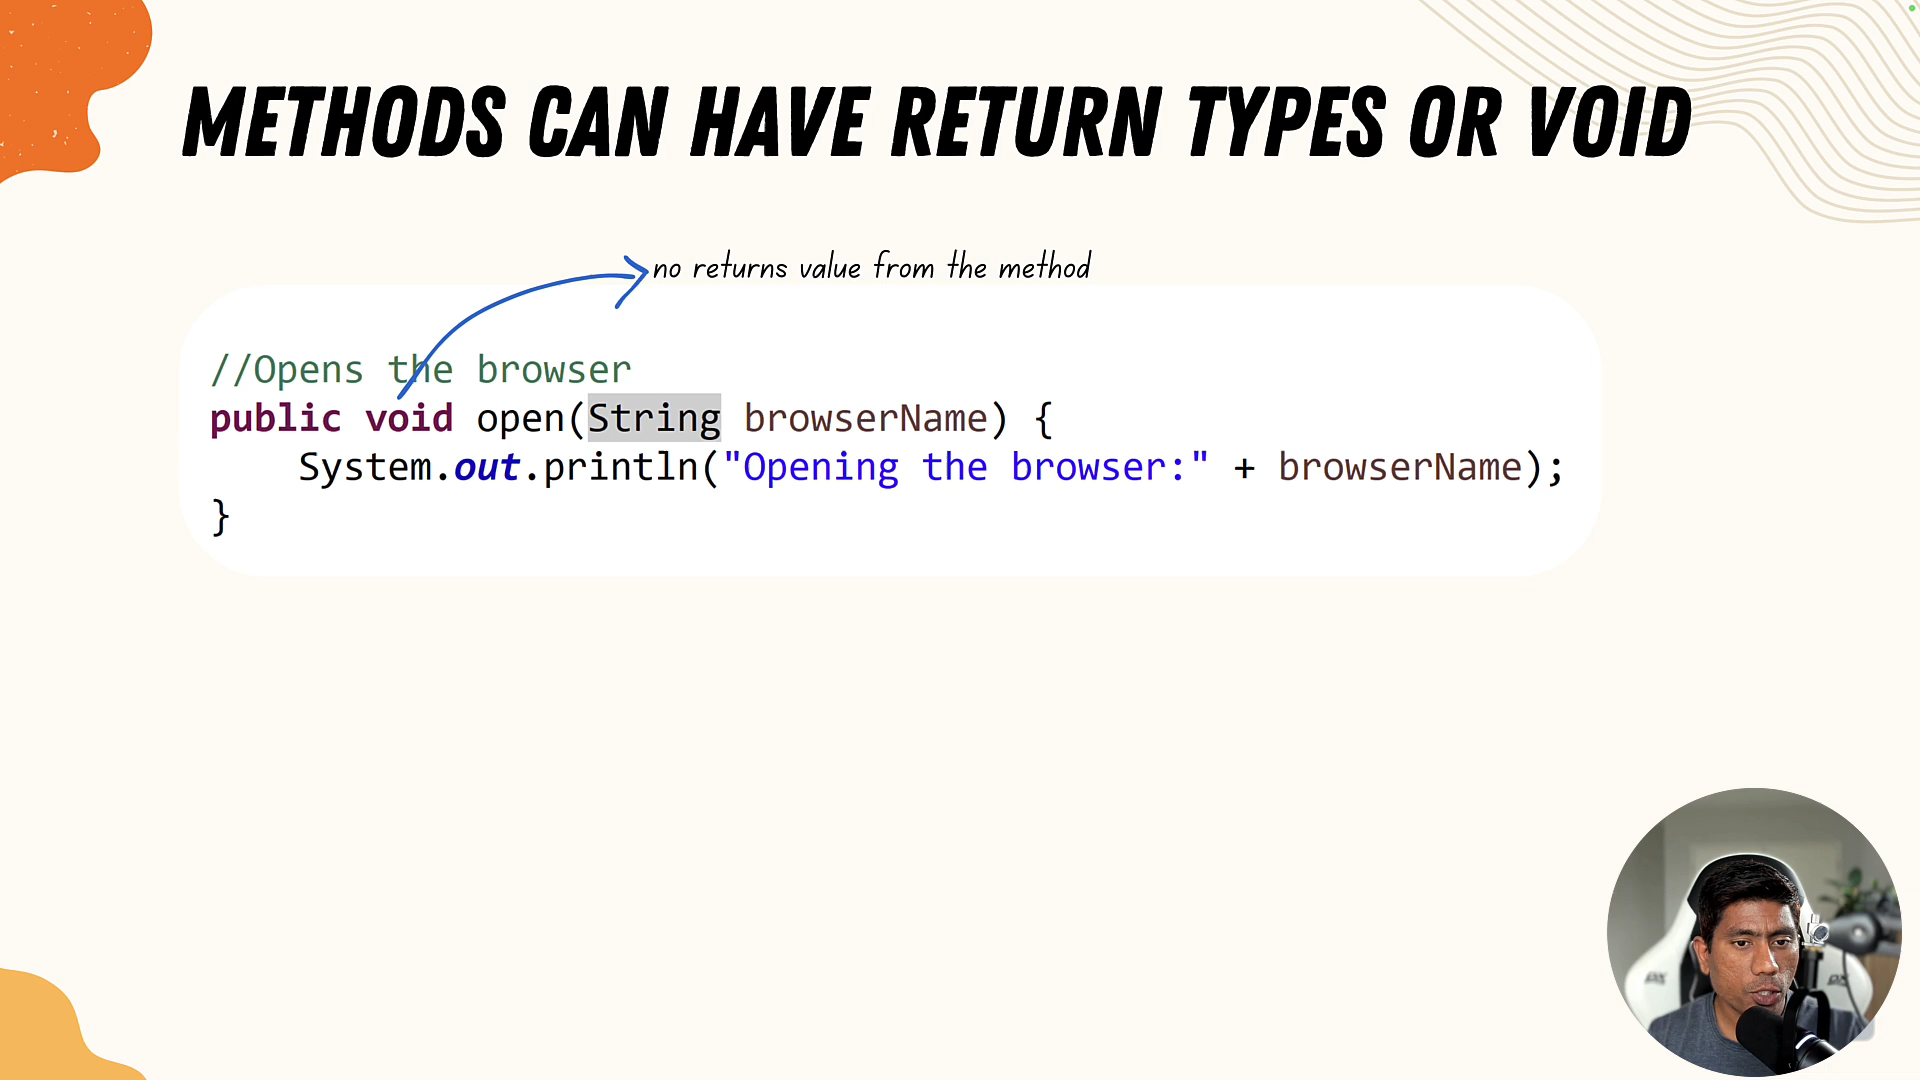 METHODS CAN HAVE RETURN TYPES OR VOID
no returns value from the method
//Opens the browser
public void open(String browserName) {
    System.out.println("Opening the browser:" + browserName);
}